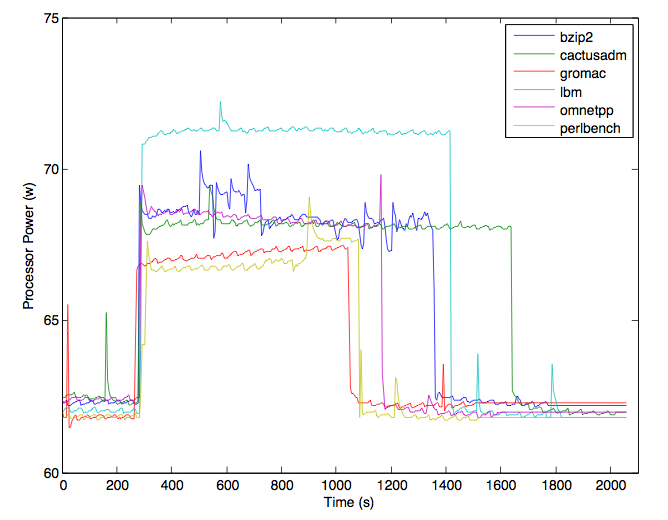 75
70
65
60
Processor Power (w)
0
200
400
600
800
1000
1200
1400
1600
1800
2000
Time (s)
bzip2
cactusadm
gromac
lbm
omnetpp
perlbench